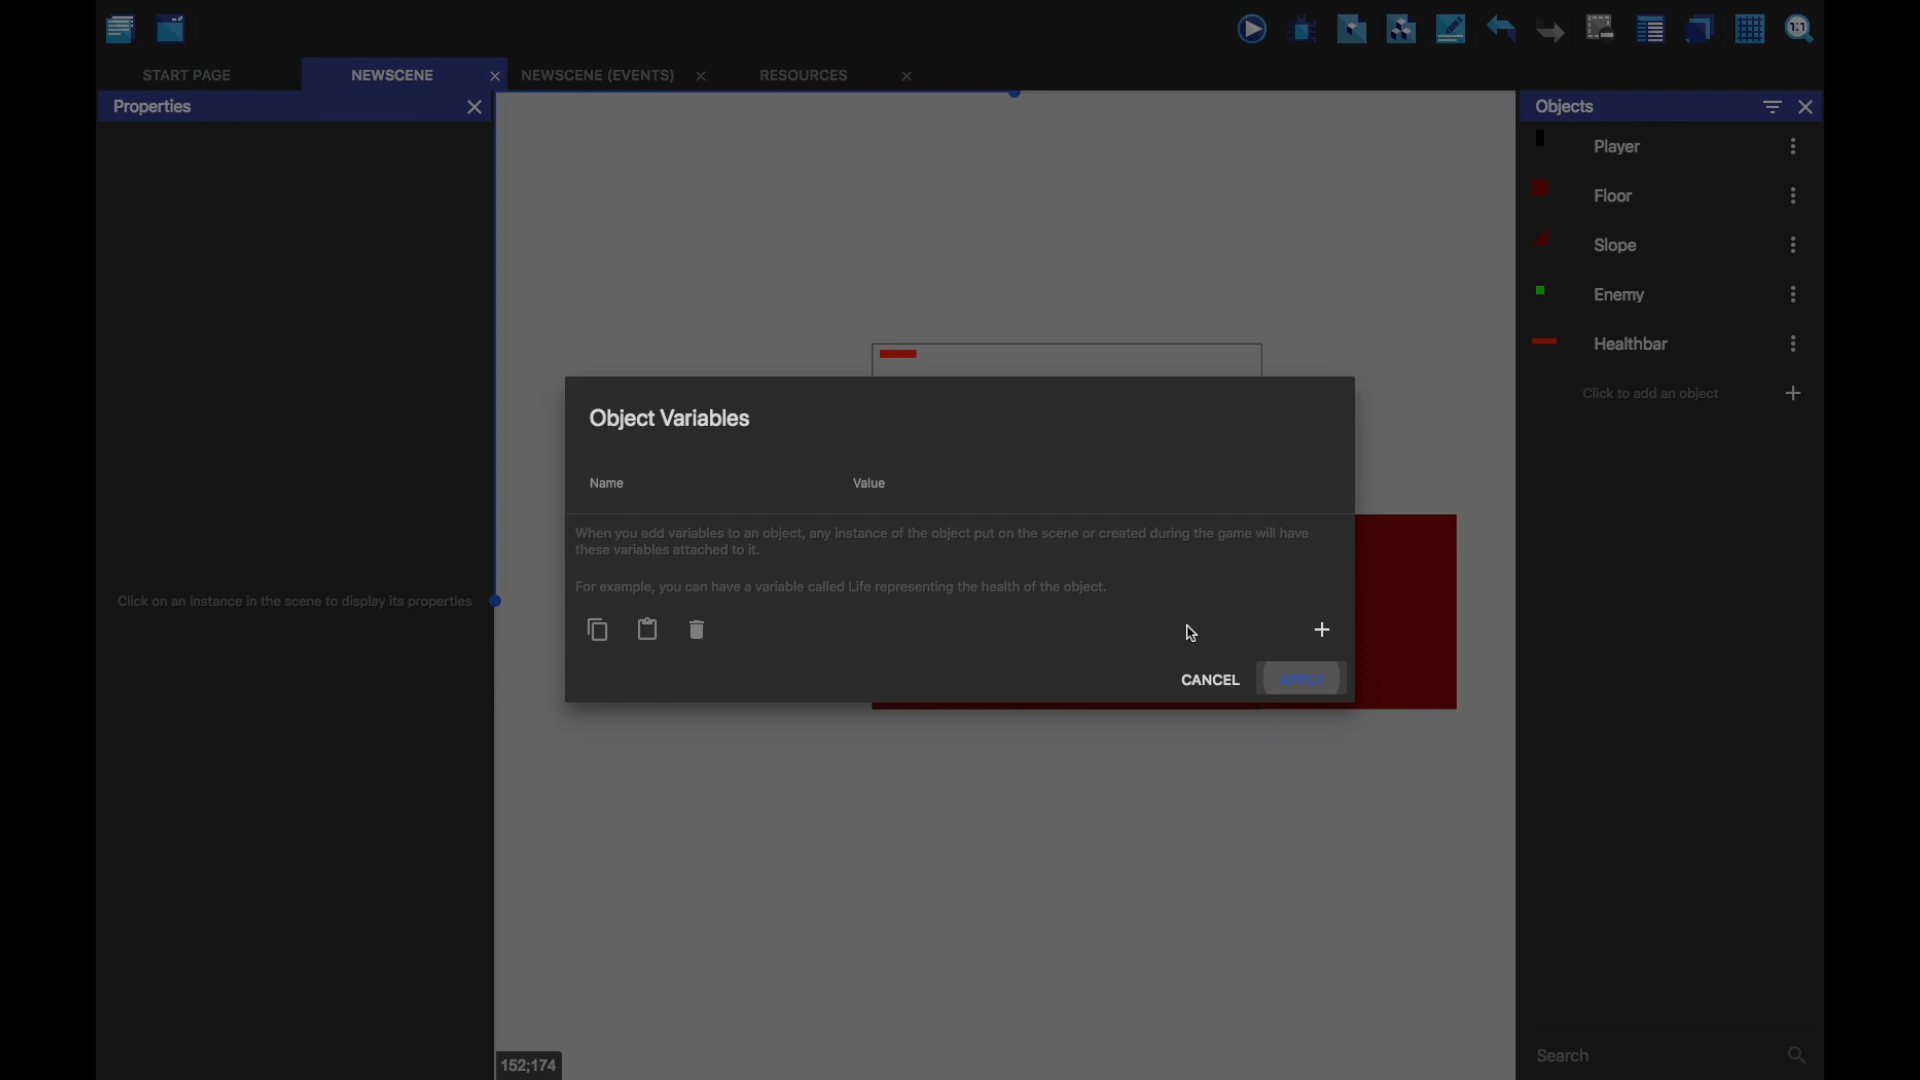 START PAGE
NEWSCENE
NEWSCENE (EVENTS)
RESOURCES
1:1
Properties
Click on an instance in the scene to display its properties
Object Variables
Name
Value
When you add variables to an object, any instance of the object put on the scene or created during the game will have
these variables attached to it.
For example, you can have a variable called Life representing the health of the object.
CANCEL
APPLY
152;174
Objects
Player
Floor
Slope
Enemy
Healthbar
Click to add an object
Search